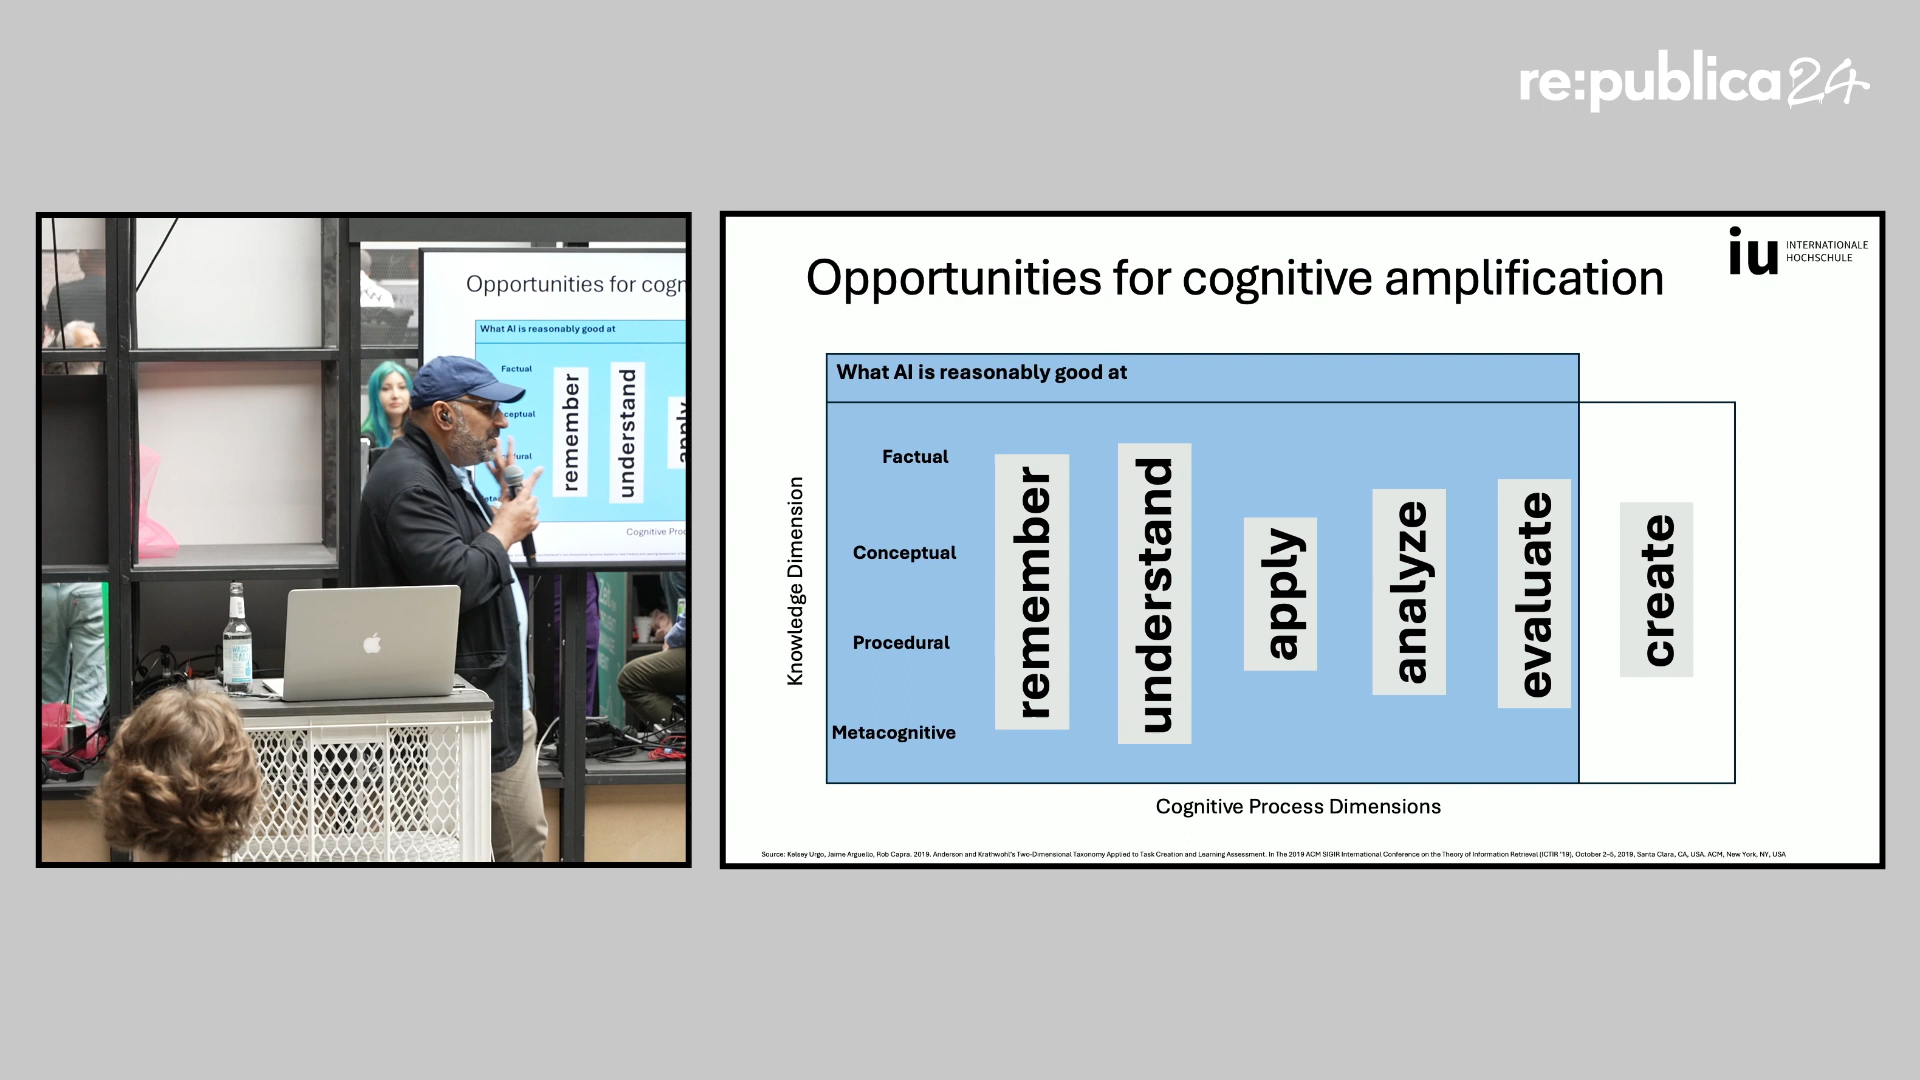 re:publica24
Opportunities for cogn
What AI is reasonably good at
Factual
ceptual
remember
understand
apply
Cognitive Proc
iu INTERNATIONALE
HOCHSCHULE
Opportunities for cognitive amplification
What AI is reasonably good at
Knowledge Dimension
Factual
Conceptual
Procedural
Metacognitive
remember
understand
apply
analyze
evaluate
create
Cognitive Process Dimensions
Source: Kelsey Urgo, Jaime Arguello, Rob Capra. 2019. Anderson and Krathwohl's Two-Dimensional Taxonomy Applied to Task Creation and Learning Assessment. In The 2019 ACM SIGIR International Conference on the Theory of Information Retrieval (ICTIR '19), October 2-5, 2019, Santa Clara, CA, USA. ACM, New York, NY, USA